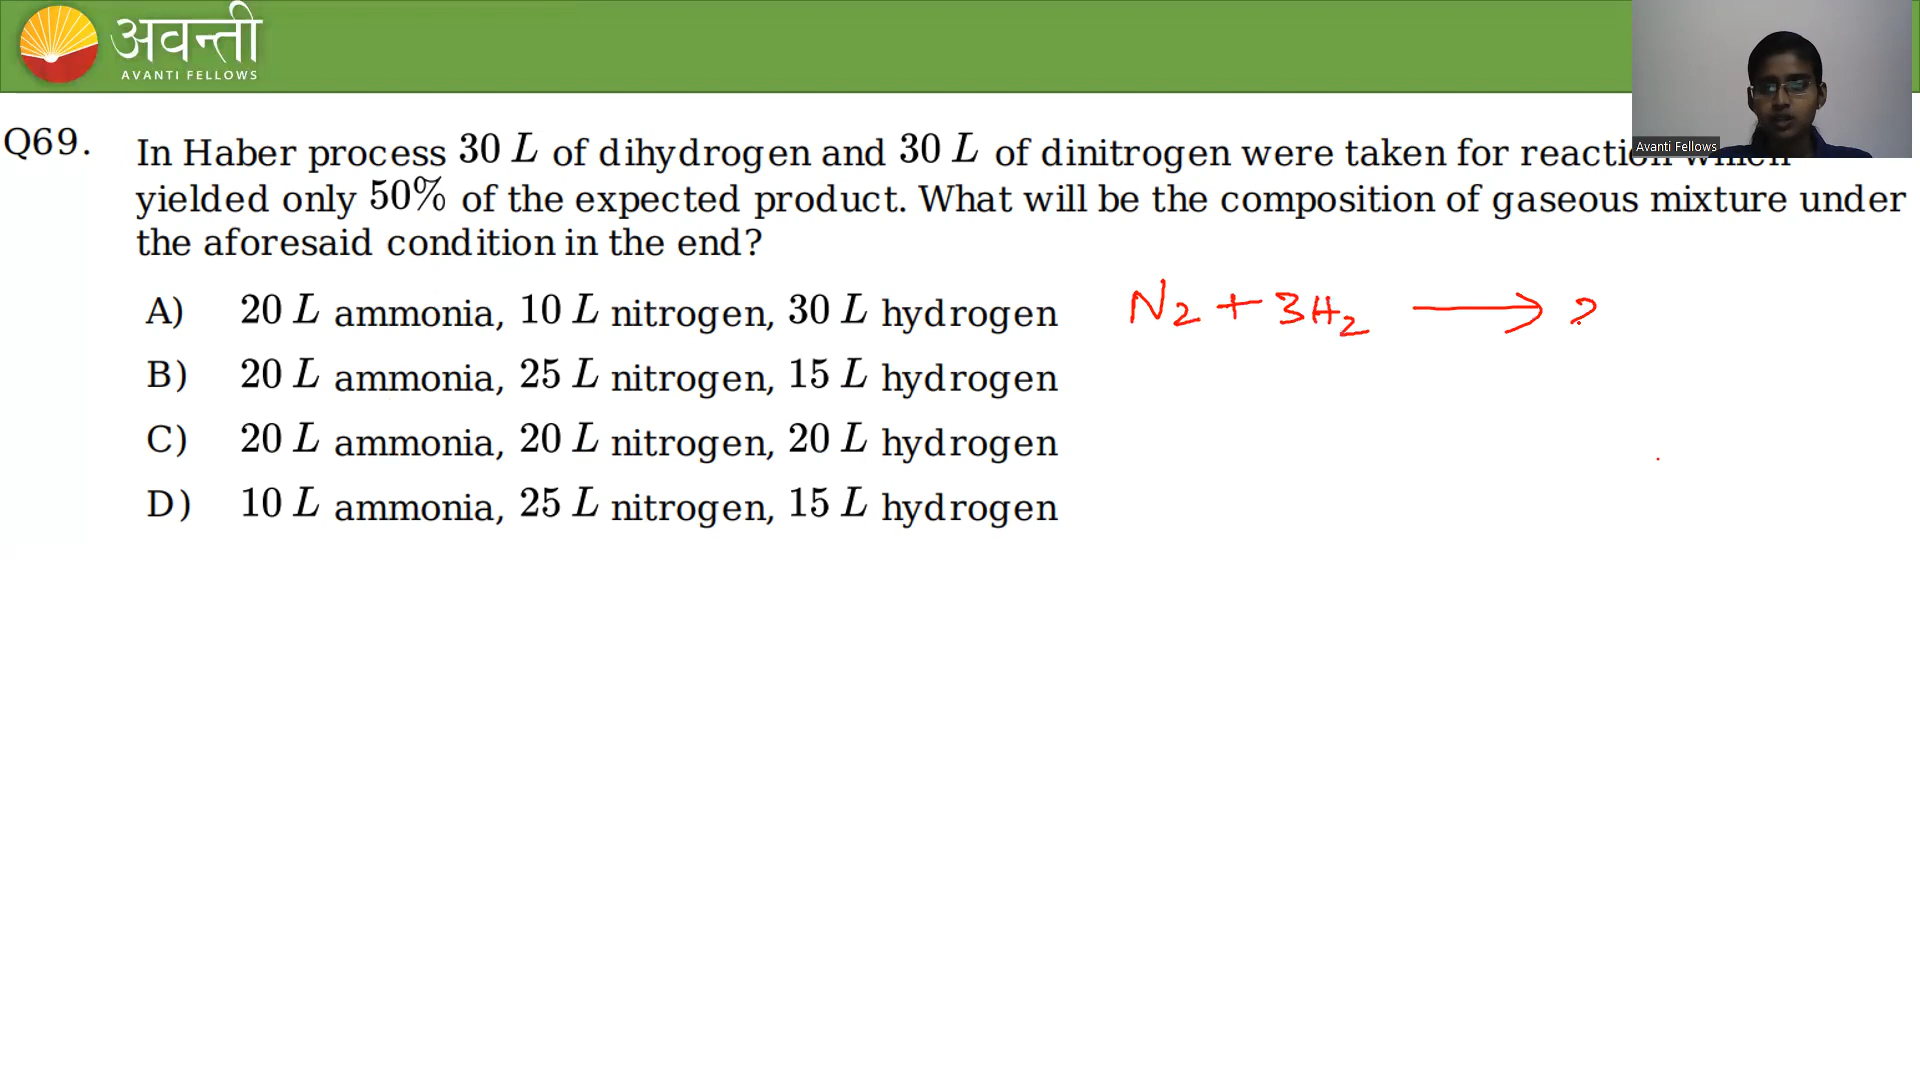 अवन्ती
AVANTI FELLOWS
Avanti Fellows
Q69. In Haber process 30 L of dihydrogen and 30 L of dinitrogen were taken for reaction which
yielded only 50% of the expected product. What will be the composition of gaseous mixture under
the aforesaid condition in the end?
A) 20 L ammonia, 10 L nitrogen, 30 L hydrogen
N₂ + 3H₂ ⟶ 2
B) 20 L ammonia, 25 L nitrogen, 15 L hydrogen
C) 20 L ammonia, 20 L nitrogen, 20 L hydrogen
D) 10 L ammonia, 25 L nitrogen, 15 L hydrogen